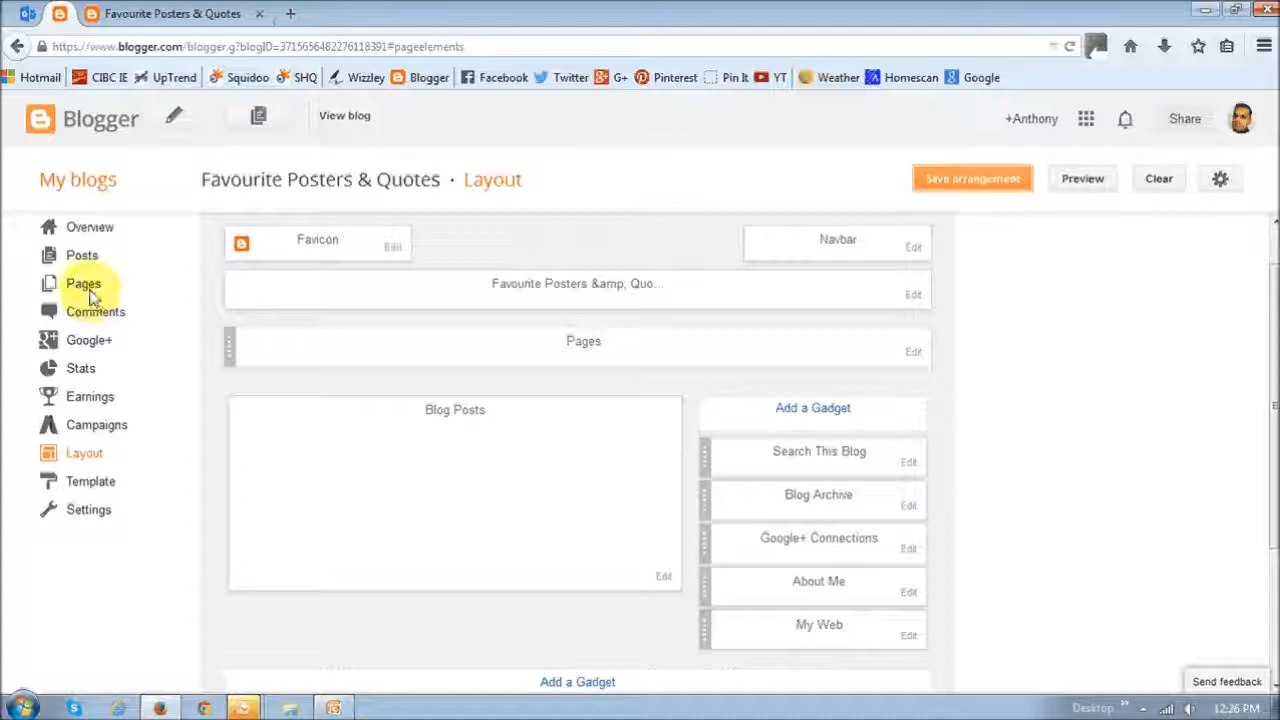 Favourite Posters & Quotes
https://www.blogger.com/blogger.g?blogID=3715656482276118391#pageelements
Hotmail CIBC IE UpTrend Squidoo SHQ Wizzley Blogger Facebook Twitter G+ Pinterest Pin It YT Weather Homescan Google
Blogger View blog +Anthony Share
My blogs Favourite Posters & Quotes · Layout Save arrangement Preview Clear
Overview
Posts
Pages
Comments
Google+
Stats
Earnings
Campaigns
Layout
Template
Settings
Favicon Edit
Navbar Edit
Favourite Posters &amp; Quo...
Edit
Pages
Edit
Blog Posts
Edit
Add a Gadget
Search This Blog
Edit
Blog Archive
Edit
Google+ Connections
Edit
About Me
Edit
My Web
Edit
Add a Gadget
Send feedback
Desktop 12:26 PM